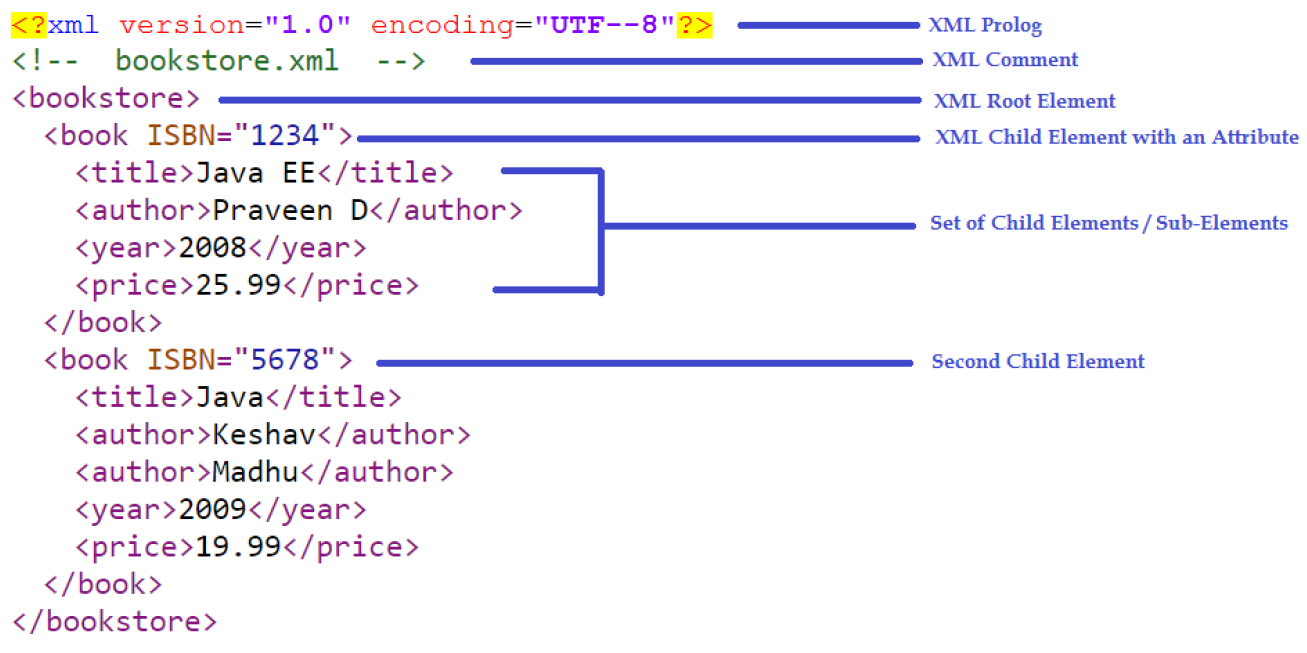 <?xml version="1.0" encoding="UTF--8"?> XML Prolog
<!-- bookstore.xml --> XML Comment
<bookstore> XML Root Element
<book ISBN="1234"> XML Child Element with an Attribute
<title>Java EE</title>
<author>Praveen D</author>
Set of Child Elements / Sub-Elements
<year>2008</year>
<price>25.99</price>
</book>
<book ISBN="5678"> Second Child Element
<title>Java</title>
<author>Keshav</author>
<author>Madhu</author>
<year>2009</year>
<price>19.99</price>
</book>
</bookstore>